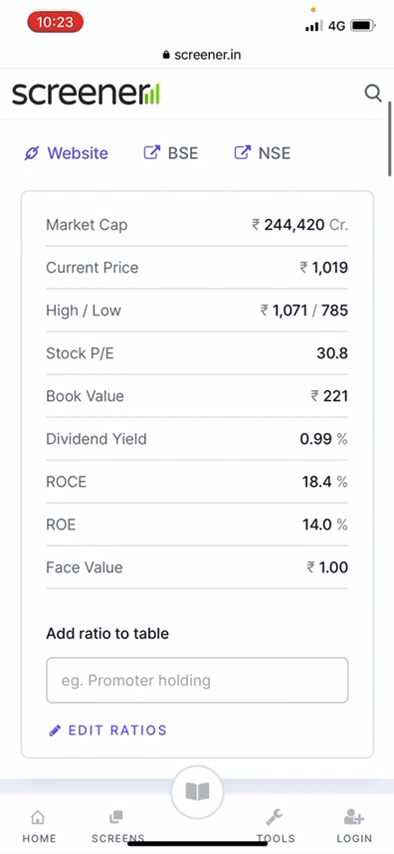 10:23
4G
screener.in
screener
Website BSE NSE
Market Cap ₹ 244,420 Cr.
Current Price ₹ 1,019
High / Low ₹ 1,071 / 785
Stock P/E 30.8
Book Value ₹ 221
Dividend Yield 0.99 %
ROCE 18.4 %
ROE 14.0 %
Face Value ₹ 1.00
Add ratio to table
eg. Promoter holding
EDIT RATIOS
HOME SCREENS TOOLS LOGIN